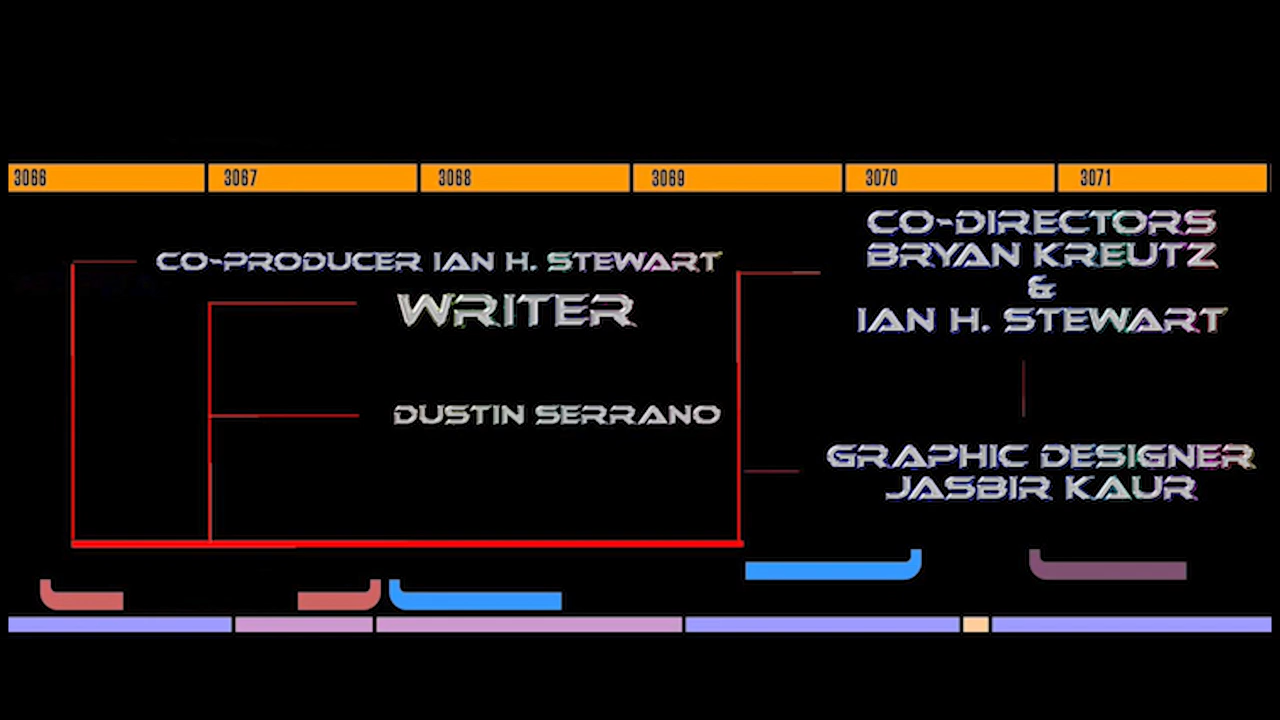 3066 3067 3068 3069 3070 3071
CO-PRODUCER IAN H. STEWART
WRITER
DUSTIN SERRANO
CO-DIRECTORS
BRYAN KREUTZ
&
IAN H. STEWART
GRAPHIC DESIGNER
JASBIR KAUR